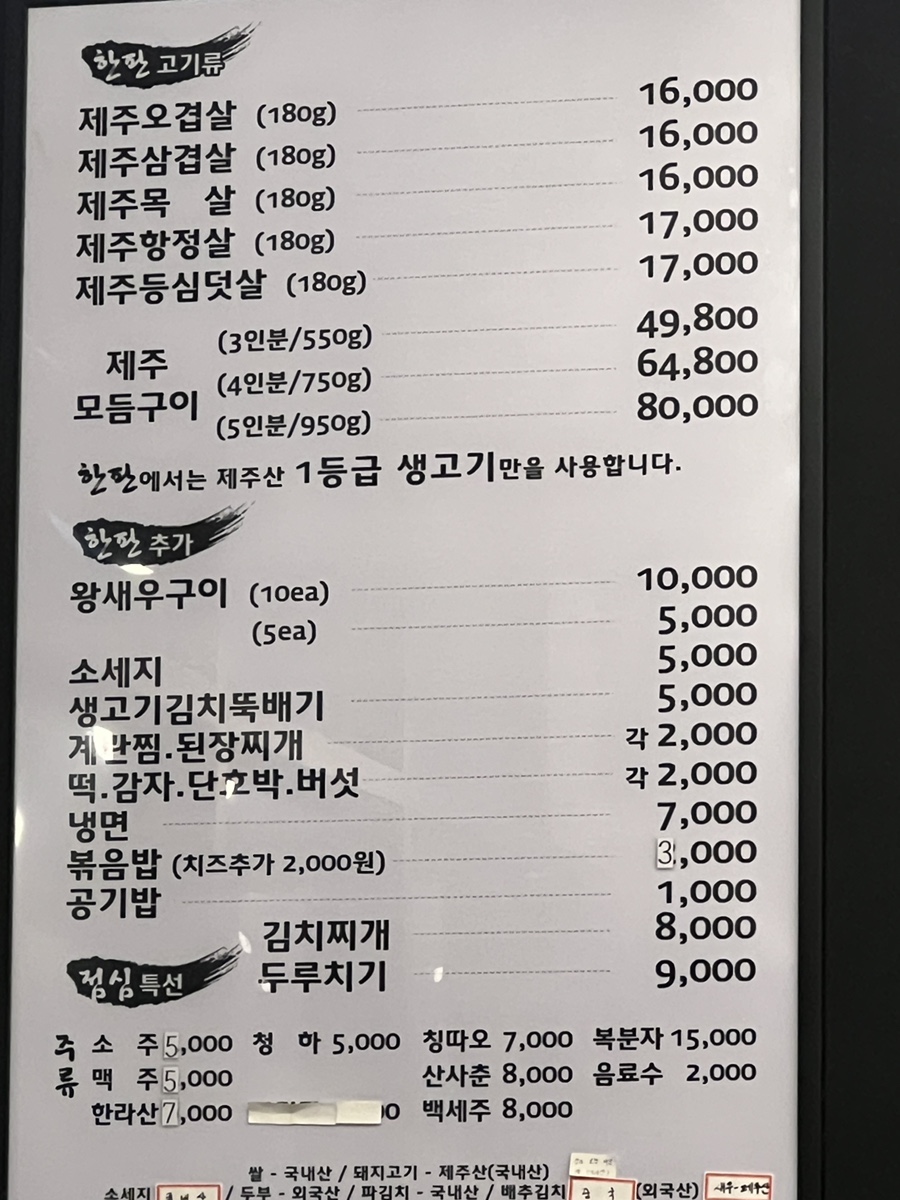 한판 고기류
제주오겹살 (180g) 16,000
제주삼겹살 (180g) 16,000
제주목 살 (180g) 16,000
제주항정살 (180g) 17,000
제주등심덧살 (180g) 17,000
제주 모듬구이
(3인분/550g) 49,800
(4인분/750g) 64,800
(5인분/950g) 80,000
한판에서는 제주산 1등급 생고기만을 사용합니다.
한판 추가
왕새우구이 (10ea) 10,000
(5ea) 5,000
소세지 5,000
생고기김치뚝배기 5,000
계란찜.된장찌개 각 2,000
떡.감자.단호박.버섯 각 2,000
냉면 7,000
볶음밥 (치즈추가 2,000원) 3,000
공기밥 1,000
점심특선
김치찌개 8,000
두루치기 9,000
주류
소 주 5,000 청 하 5,000 칭따오 7,000 복분자 15,000
맥 주 5,000 산사춘 8,000 음료수 2,000
한라산 7,000 백세주 8,000
쌀 - 국내산 / 돼지고기 - 제주산(국내산)
소세지 / 두부 - 외국산 / 파김치 - 국내산 / 배추김치 (외국산)